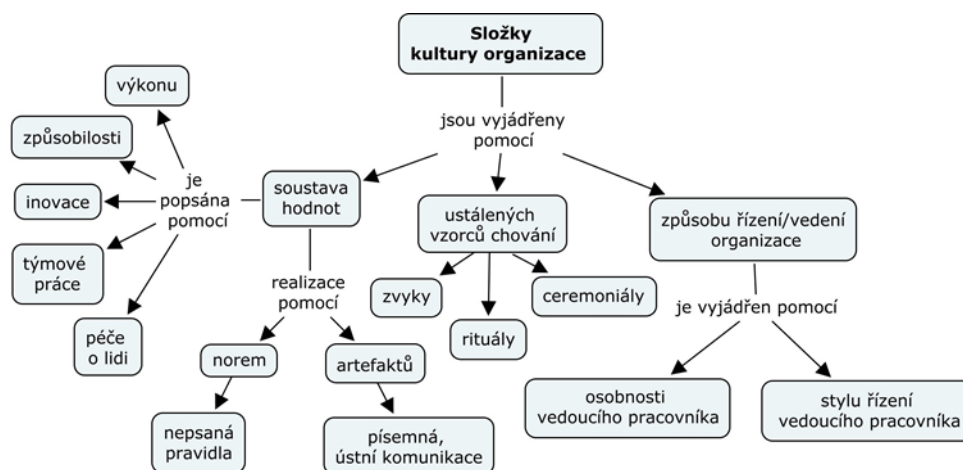 Složky
kultury organizace
jsou vyjádřeny
pomocí
soustava
hodnot
je
popsána
pomocí
výkonu
způsobilosti
inovace
týmové
práce
péče
o lidi
realizace
pomocí
norem
nepsaná
pravidla
artefaktů
písemná,
ústní komunikace
ustálených
vzorců chování
zvyky
rituály
ceremoniály
způsobu řízení/vedení
organizace
je vyjádřen pomocí
osobnosti
vedoucího pracovníka
stylu řízení
vedoucího pracovníka